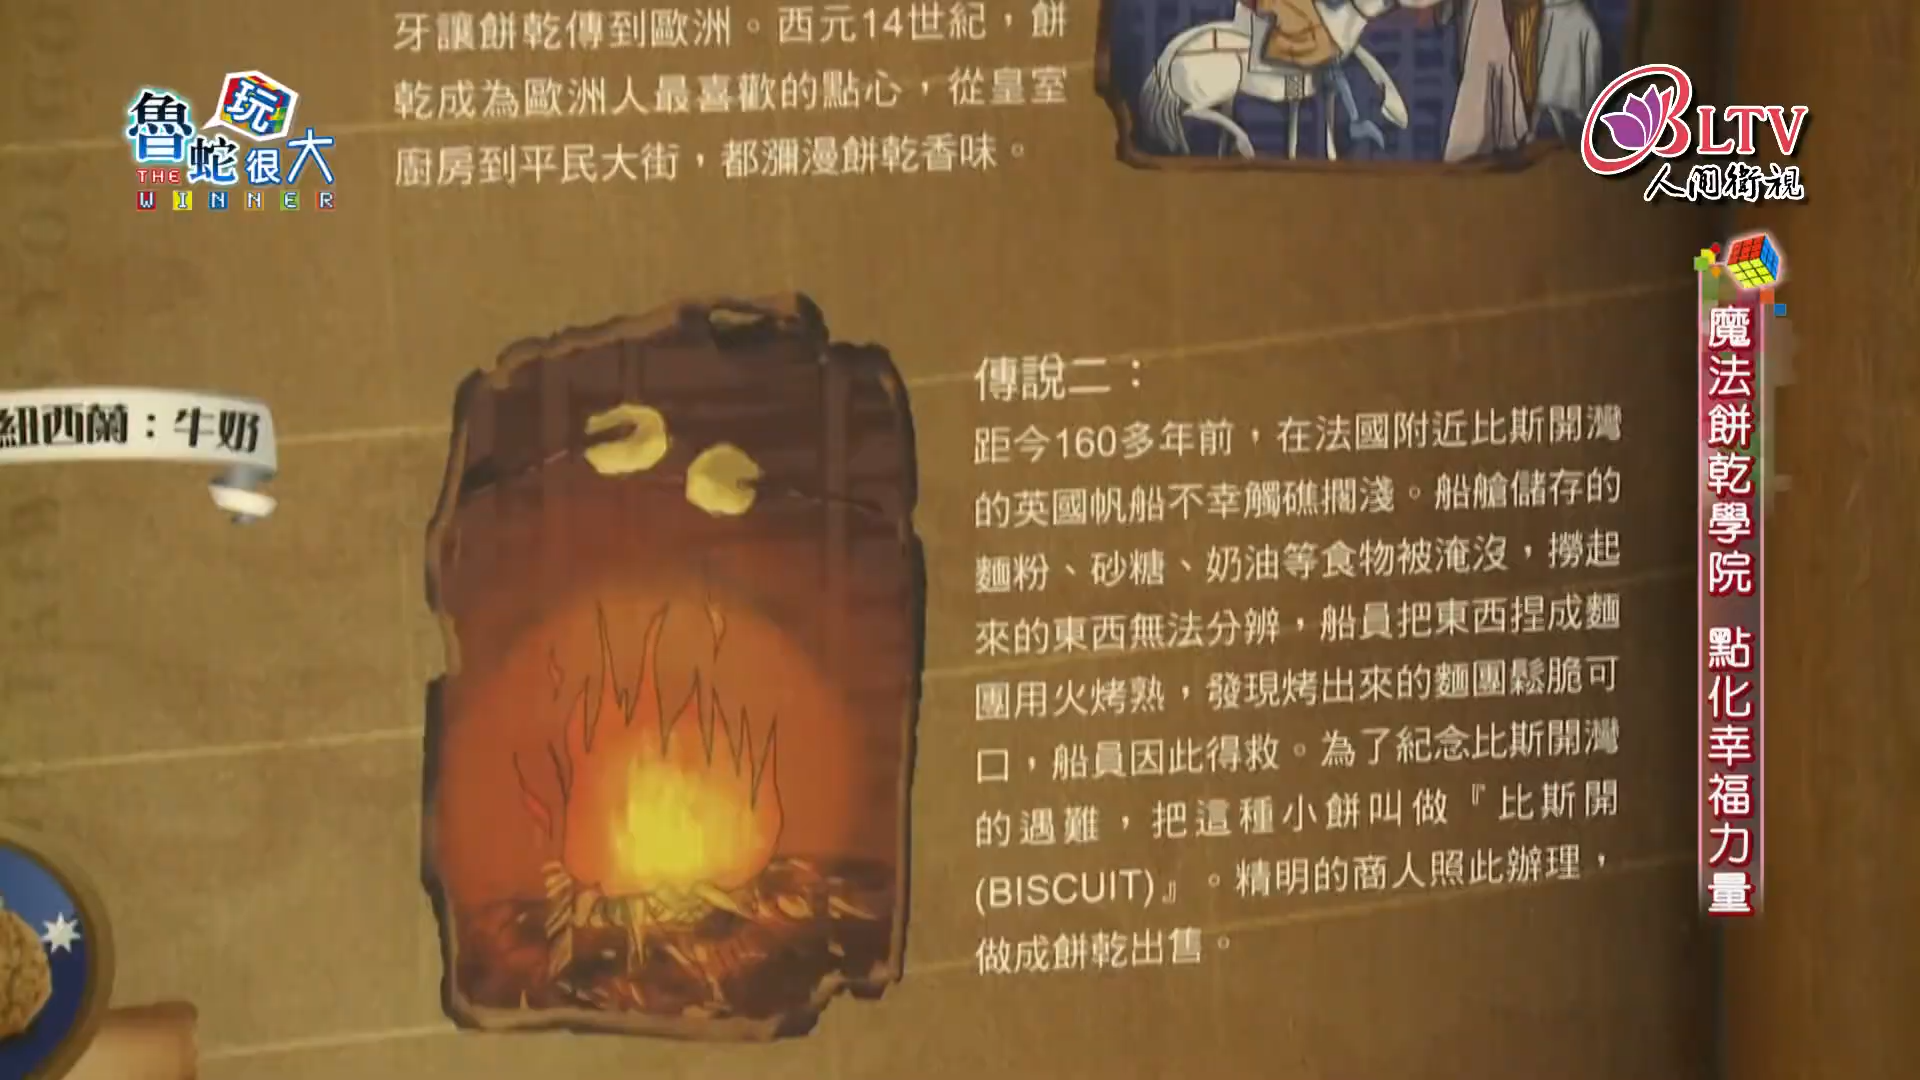 牙讓餅乾傳到歐洲。西元14世紀，餅
乾成為歐洲人最喜歡的點心，從皇室
廚房到平民大街，都瀰漫餅乾香味。
魯蛇玩很大
THE
WINNER
BLTV
人間衛視
紐西蘭：牛奶
傳說二：
距今160多年前，在法國附近比斯開灣
的英國帆船不幸觸礁擱淺。船艙儲存的
麵粉、砂糖、奶油等食物被淹沒，撈起
來的東西無法分辨，船員把東西捏成麵
團用火烤熟，發現烤出來的麵團鬆脆可
口，船員因此得救。為了紀念比斯開灣
的遇難，把這種小餅叫做『比斯開
(BISCUIT)』。精明的商人照此辦理，
做成餅乾出售。
魔法餅乾學院 點化幸福力量